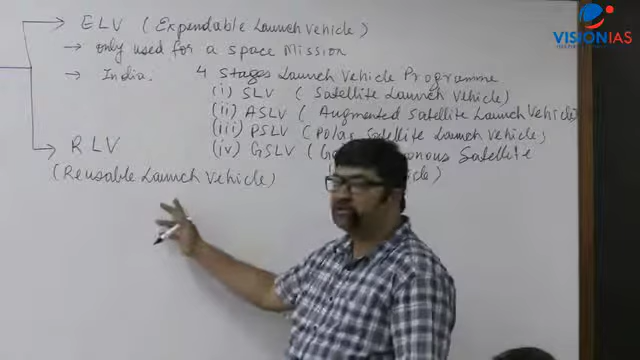 VISIONIAS
ELV (Expendable Launch Vehicle)
→ only used for a space Mission
→ India. 4 Stages Launch Vehicle Programme
(i) SLV (Satellite Launch Vehicle)
(ii) ASLV (Augmented Satellite Launch Vehicle)
(iii) PSLV (Polar Satellite Launch Vehicle)
RLV (iv) GSLV ( Satellite
(Reusable Launch Vehicle)